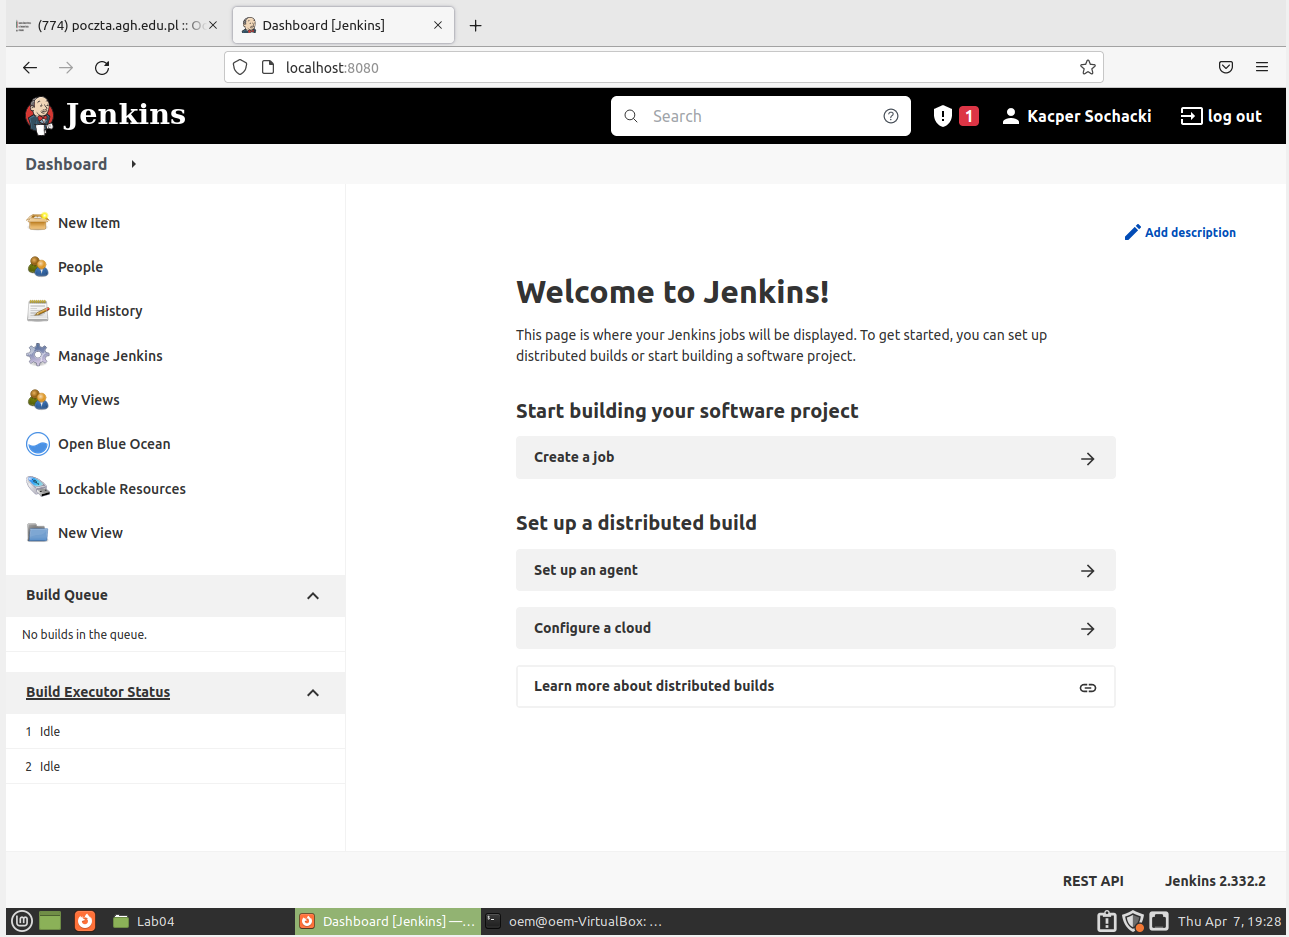 (774) poczta.agh.edu.pl :: Oc
Dashboard [Jenkins]
localhost:8080
Jenkins
Search
1
Kacper Sochacki
log out
Dashboard
New Item
People
Build History
Manage Jenkins
My Views
Open Blue Ocean
Lockable Resources
New View
Build Queue
No builds in the queue.
Build Executor Status
1 Idle
2 Idle
Add description
Welcome to Jenkins!
This page is where your Jenkins jobs will be displayed. To get started, you can set up
distributed builds or start building a software project.
Start building your software project
Create a job
Set up a distributed build
Set up an agent
Configure a cloud
Learn more about distributed builds
REST API
Jenkins 2.332.2
Lab04
Dashboard [Jenkins] —...
oem@oem-VirtualBox: ...
Thu Apr 7, 19:28